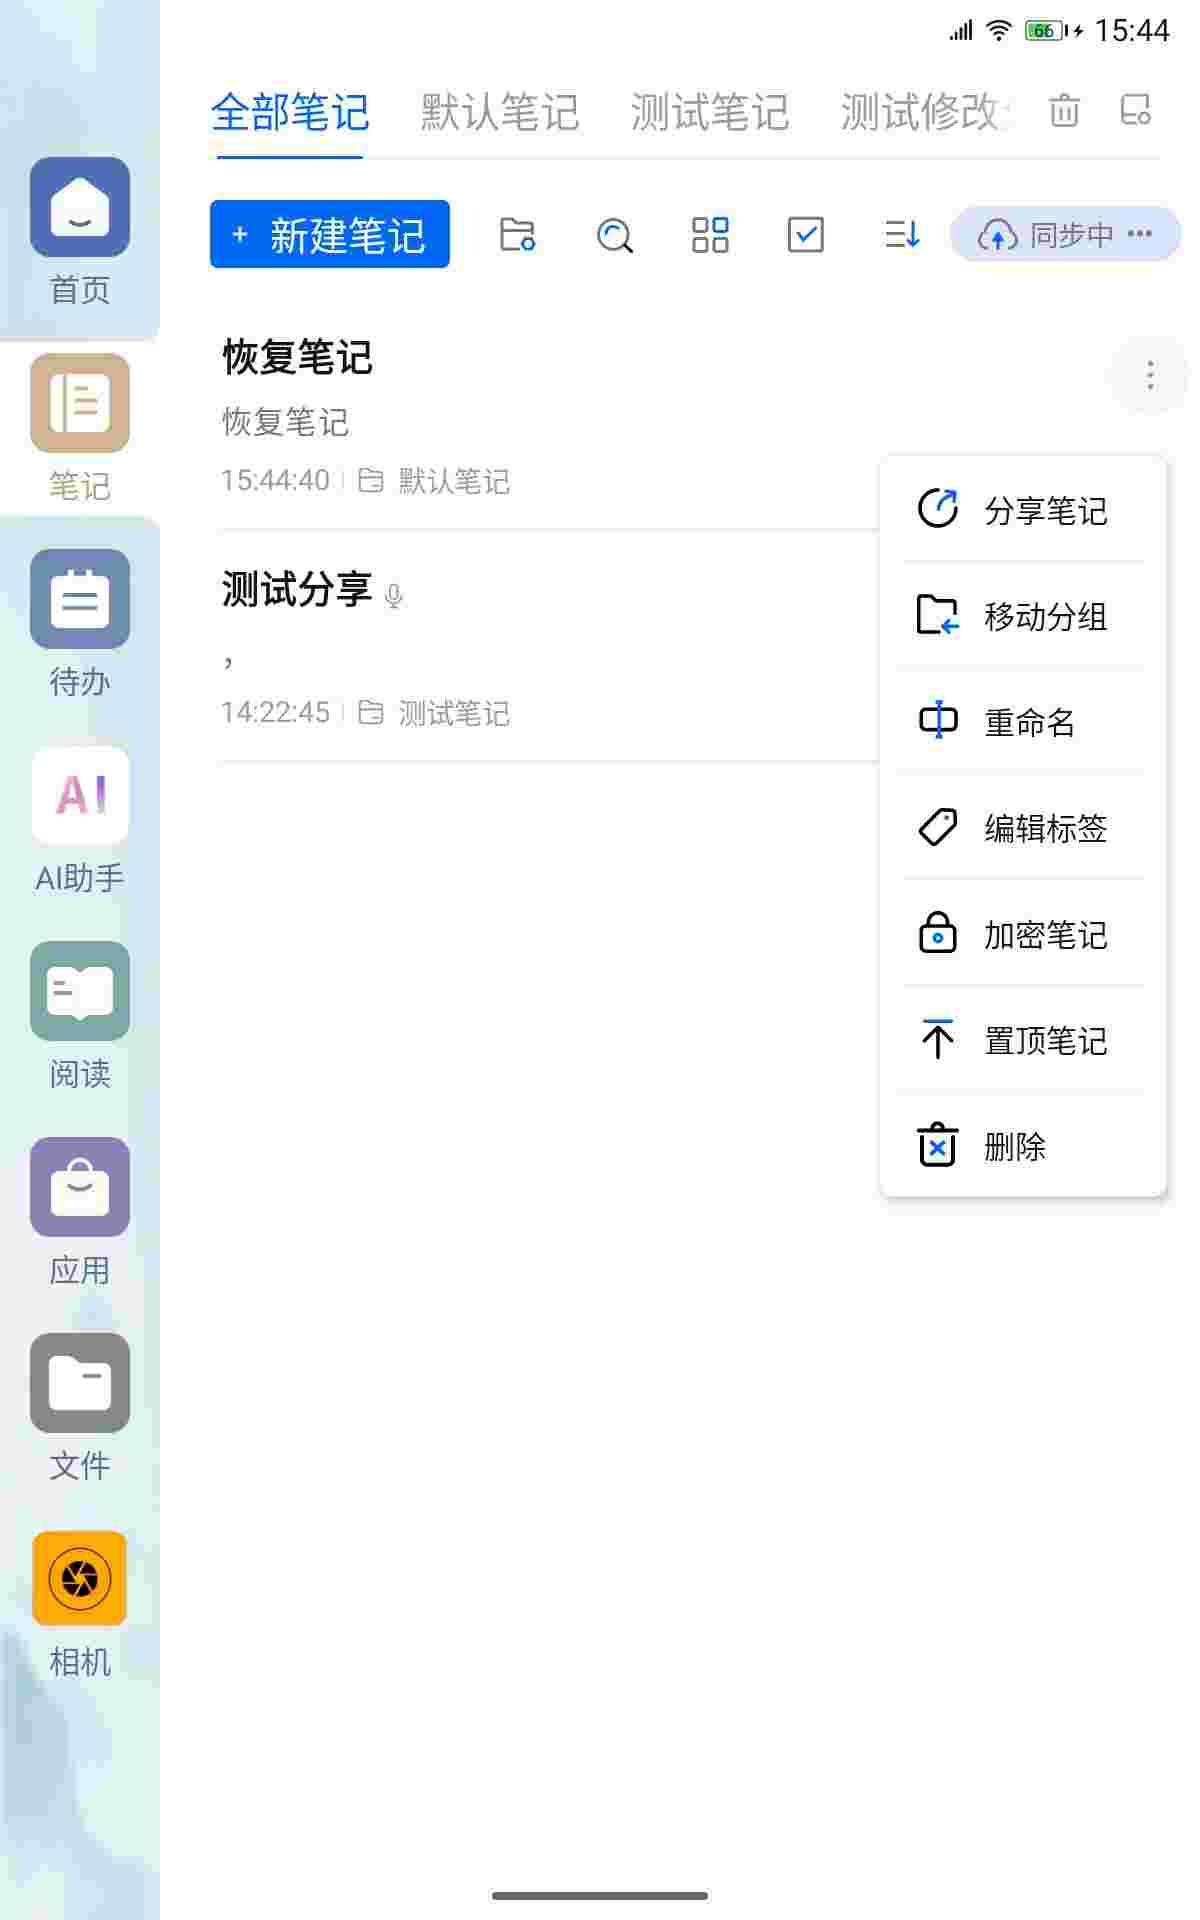 66 15:44
全部笔记 默认笔记 测试笔记 测试修改
+ 新建笔记 同步中 •••
首页
笔记
待办
AI
AI助手
阅读
应用
文件
相机
恢复笔记
恢复笔记
15:44:40 默认笔记
测试分享
，
14:22:45 测试笔记
分享笔记
移动分组
重命名
编辑标签
加密笔记
置顶笔记
删除